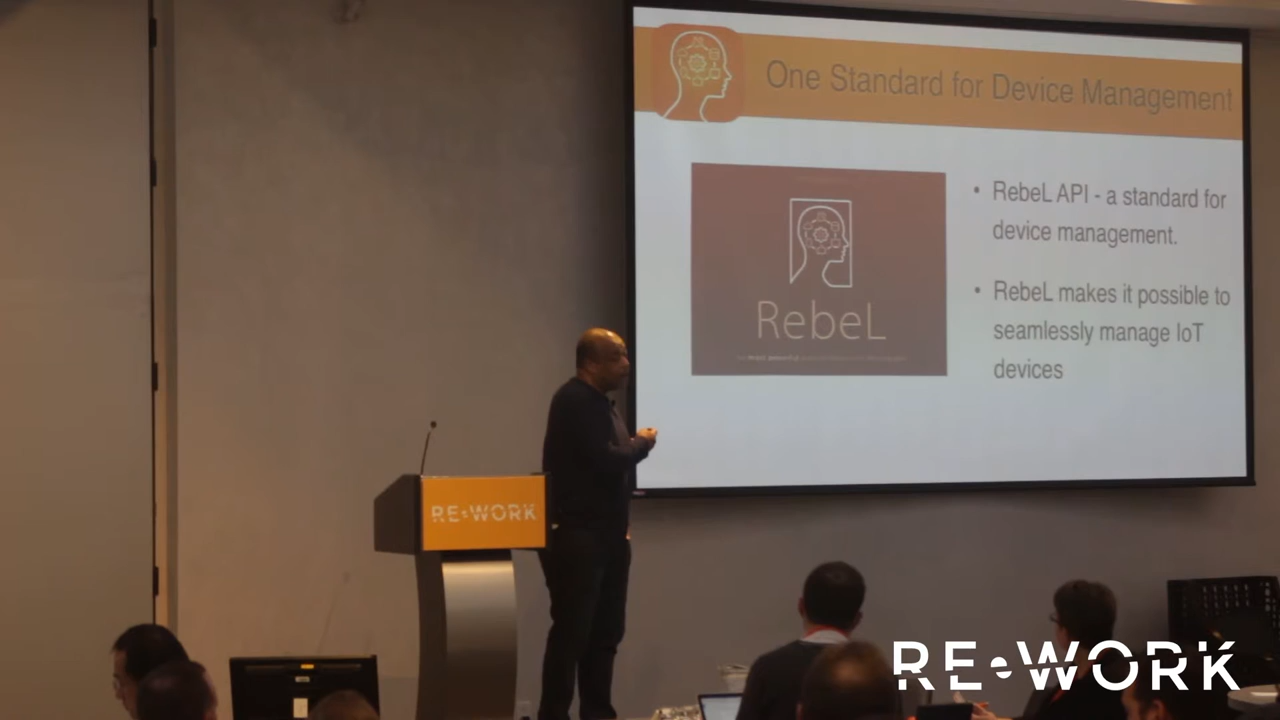 One Standard for Device Management
RebeL
• RebeL API - a standard for
device management.
• RebeL makes it possible to
seamlessly manage IoT
devices
RE•WORK
RE•WORK